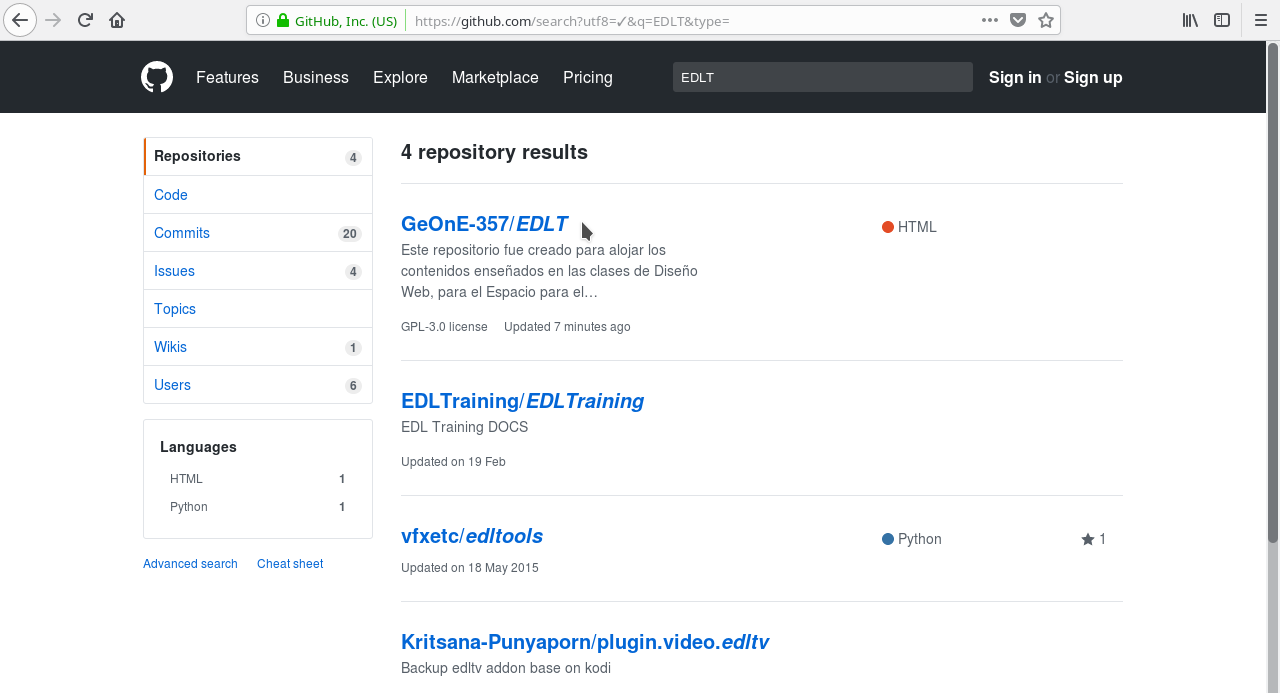 GitHub, Inc. (US) https://github.com/search?utf8=✓&q=EDLT&type=
Features Business Explore Marketplace Pricing EDLT Sign in or Sign up
Repositories 4
Code
Commits 20
Issues 4
Topics
Wikis 1
Users 6
Languages
HTML 1
Python 1
Advanced search Cheat sheet
4 repository results
GeOnE-357/EDLT HTML
Este repositorio fue creado para alojar los
contenidos enseñados en las clases de Diseño
Web, para el Espacio para el…
GPL-3.0 license Updated 7 minutes ago
EDLTraining/EDLTraining
EDL Training DOCS
Updated on 19 Feb
vfxetc/edltools Python 1
Updated on 18 May 2015
Kritsana-Punyaporn/plugin.video.edltv
Backup edltv addon base on kodi